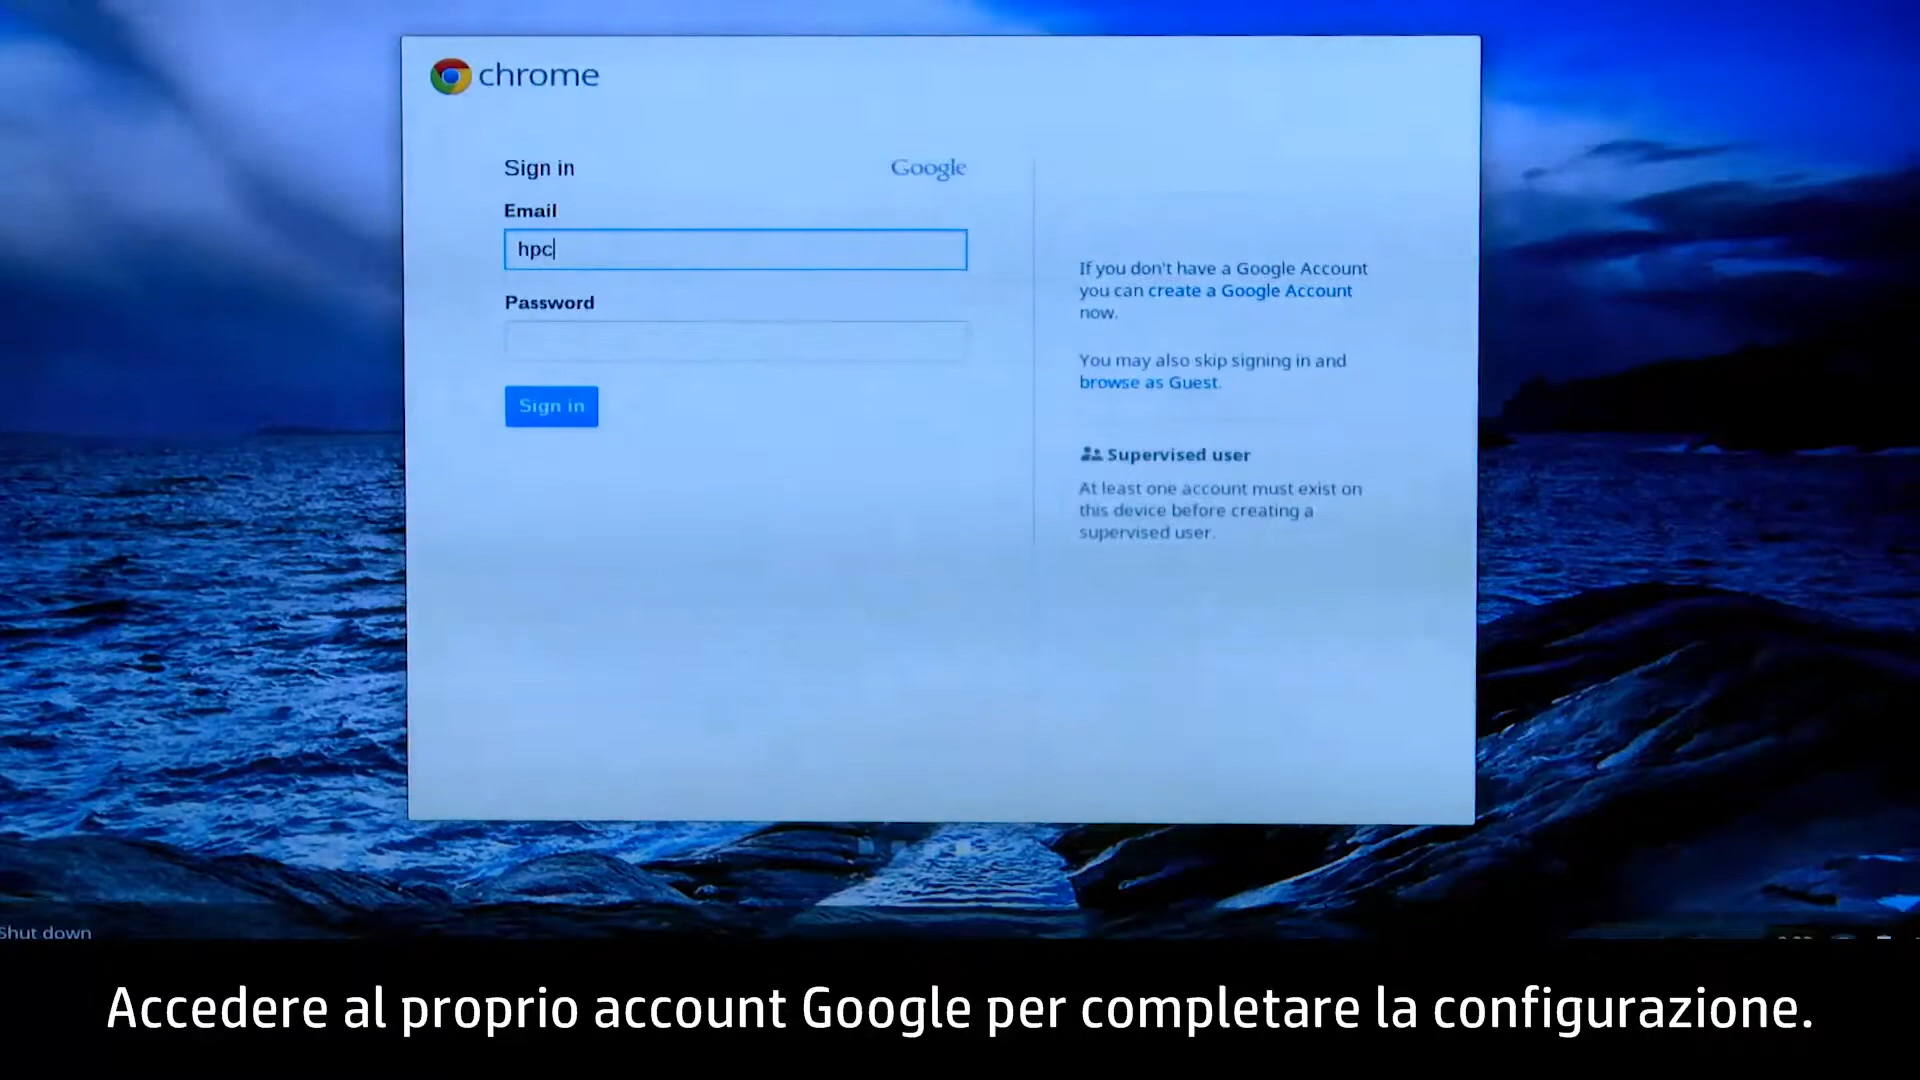 chrome
Sign in
Google
Email
hpc
Password
Sign in
If you don't have a Google Account
you can create a Google Account
now.
You may also skip signing in and
browse as Guest.
Supervised user
At least one account must exist on
this device before creating a
supervised user.
Shut down
Accedere al proprio account Google per completare la configurazione.